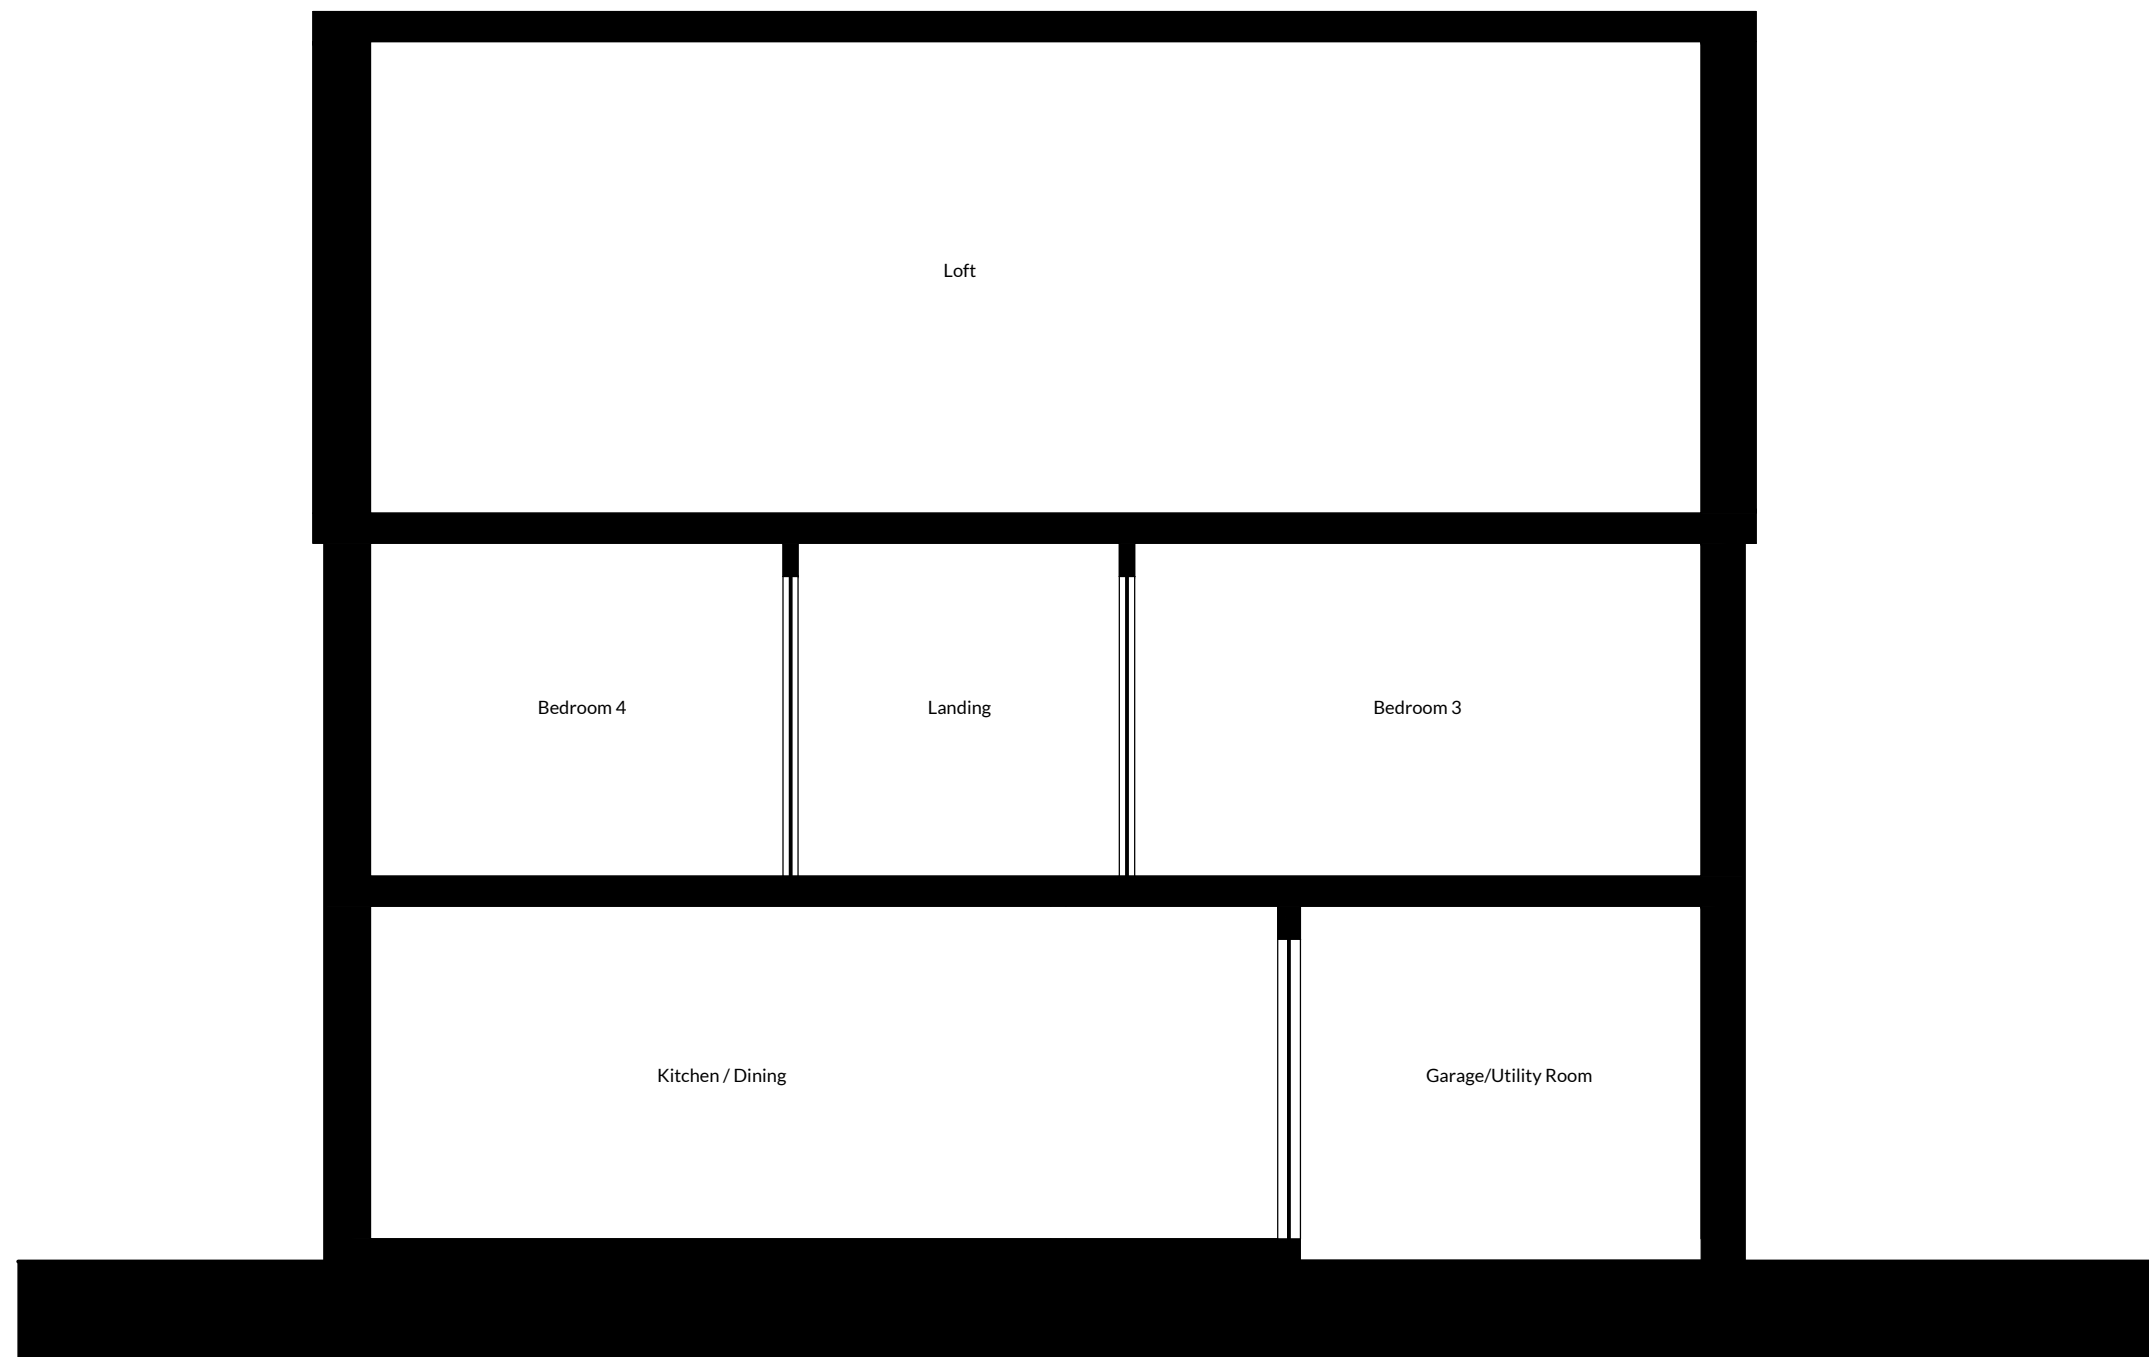 Loft
Bedroom 4
Landing
Bedroom 3
Kitchen / Dining
Garage/Utility Room